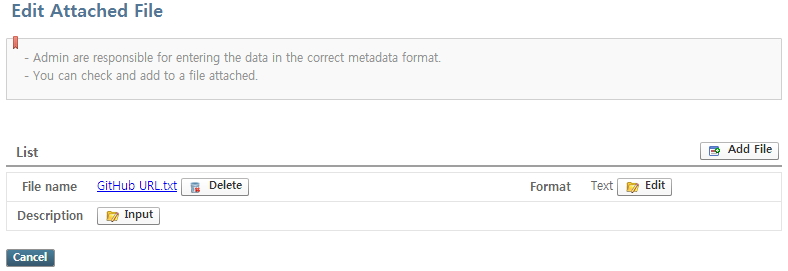 Edit Attached File
- Admin are responsible for entering the data in the correct metadata format.
- You can check and add to a file attached.
List
Add File
File name GitHub URL.txt Delete Format Text Edit
Description Input
Cancel